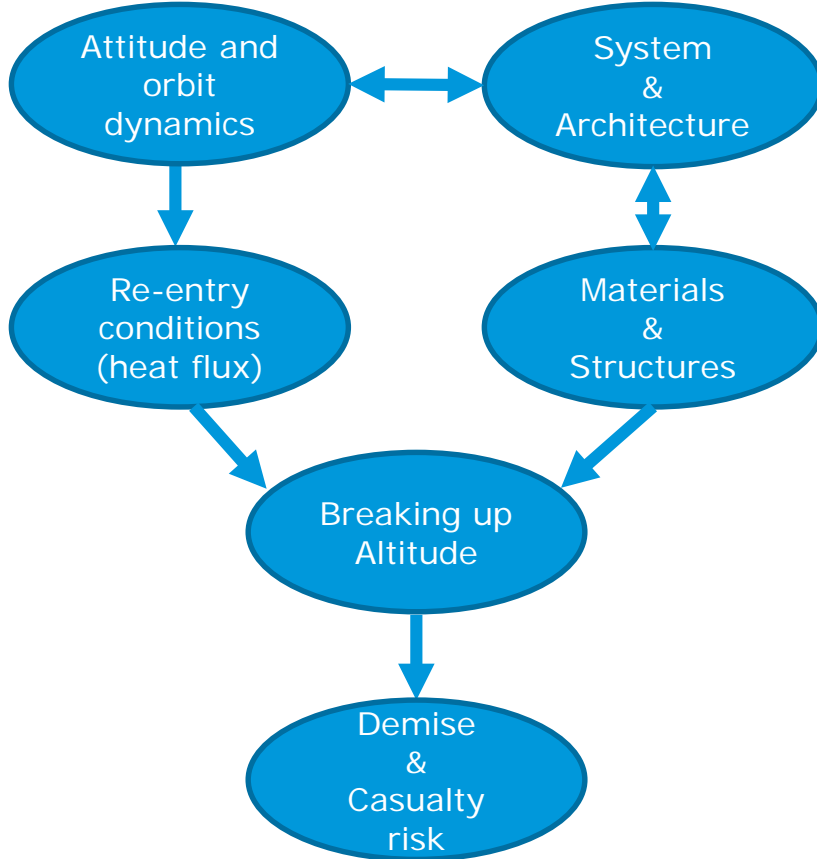 Attitude and
orbit
dynamics
System
&
Architecture
Re-entry
conditions
(heat flux)
Materials
&
Structures
Breaking up
Altitude
Demise
&
Casualty
risk